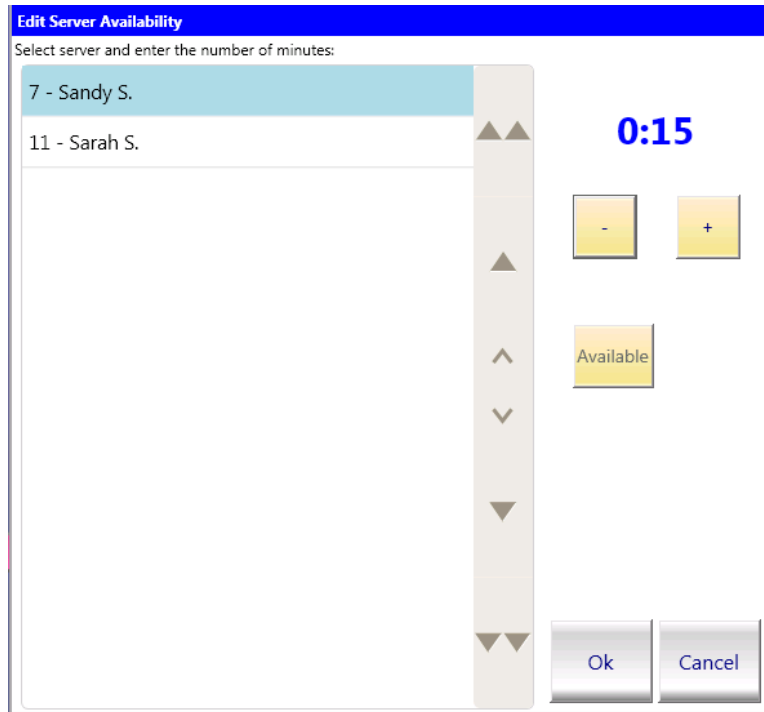 Edit Server Availability
Select server and enter the number of minutes:
7 - Sandy S.
11 - Sarah S.
0:15
- +
Available
Ok Cancel